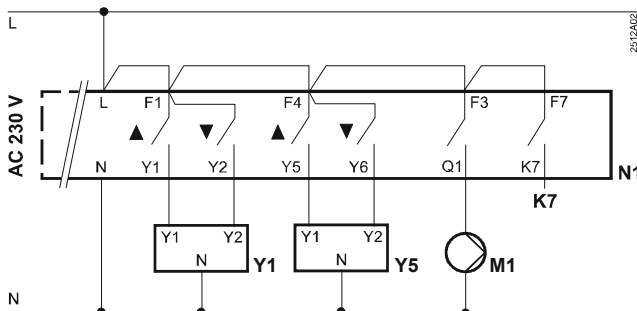 L
2512A02
AC 230 V
L F1 F4 F3 F7
N Y1 Y2 Y5 Y6 Q1 K7
N1
K7
Y1 Y2 Y1 Y2
N Y1 N Y5 M1
N